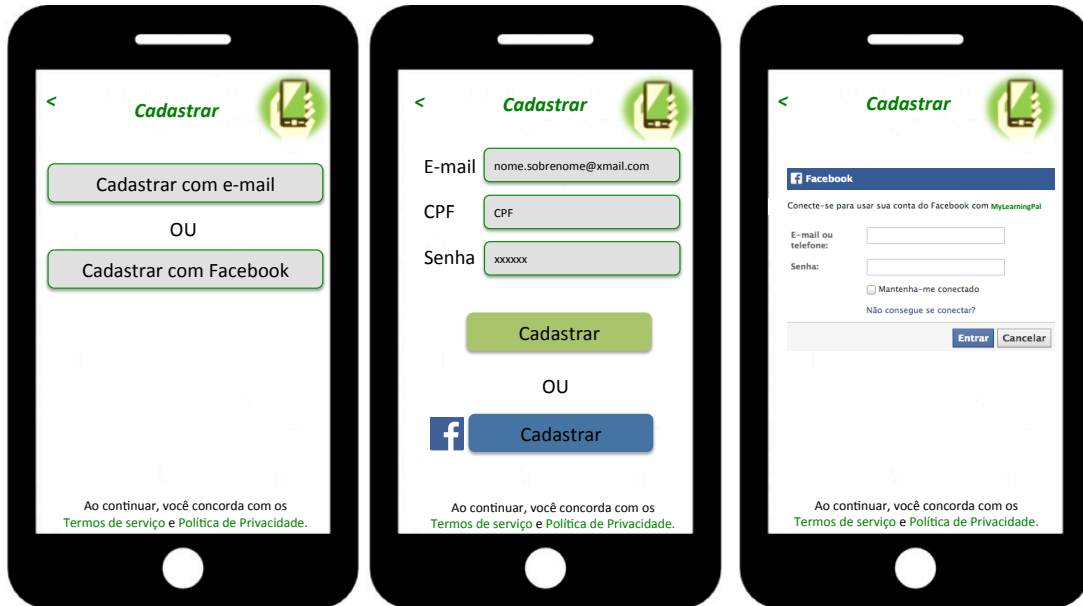 <
Cadastrar
Cadastrar com e-mail
OU
Cadastrar com Facebook
Ao continuar, você concorda com os
Termos de serviço e Política de Privacidade.
<
Cadastrar
E-mail nome.sobrenome@xmail.com
CPF CPF
Senha xxxxxx
Cadastrar
OU
f Cadastrar
Ao continuar, você concorda com os
Termos de serviço e Política de Privacidade.
<
Cadastrar
f Facebook
Conecte-se para usar sua conta do Facebook com MyLearningPal
E-mail ou
telefone:
Senha:
Mantenha-me conectado
Não consegue se conectar?
Entrar Cancelar
Ao continuar, você concorda com os
Termos de serviço e Política de Privacidade.